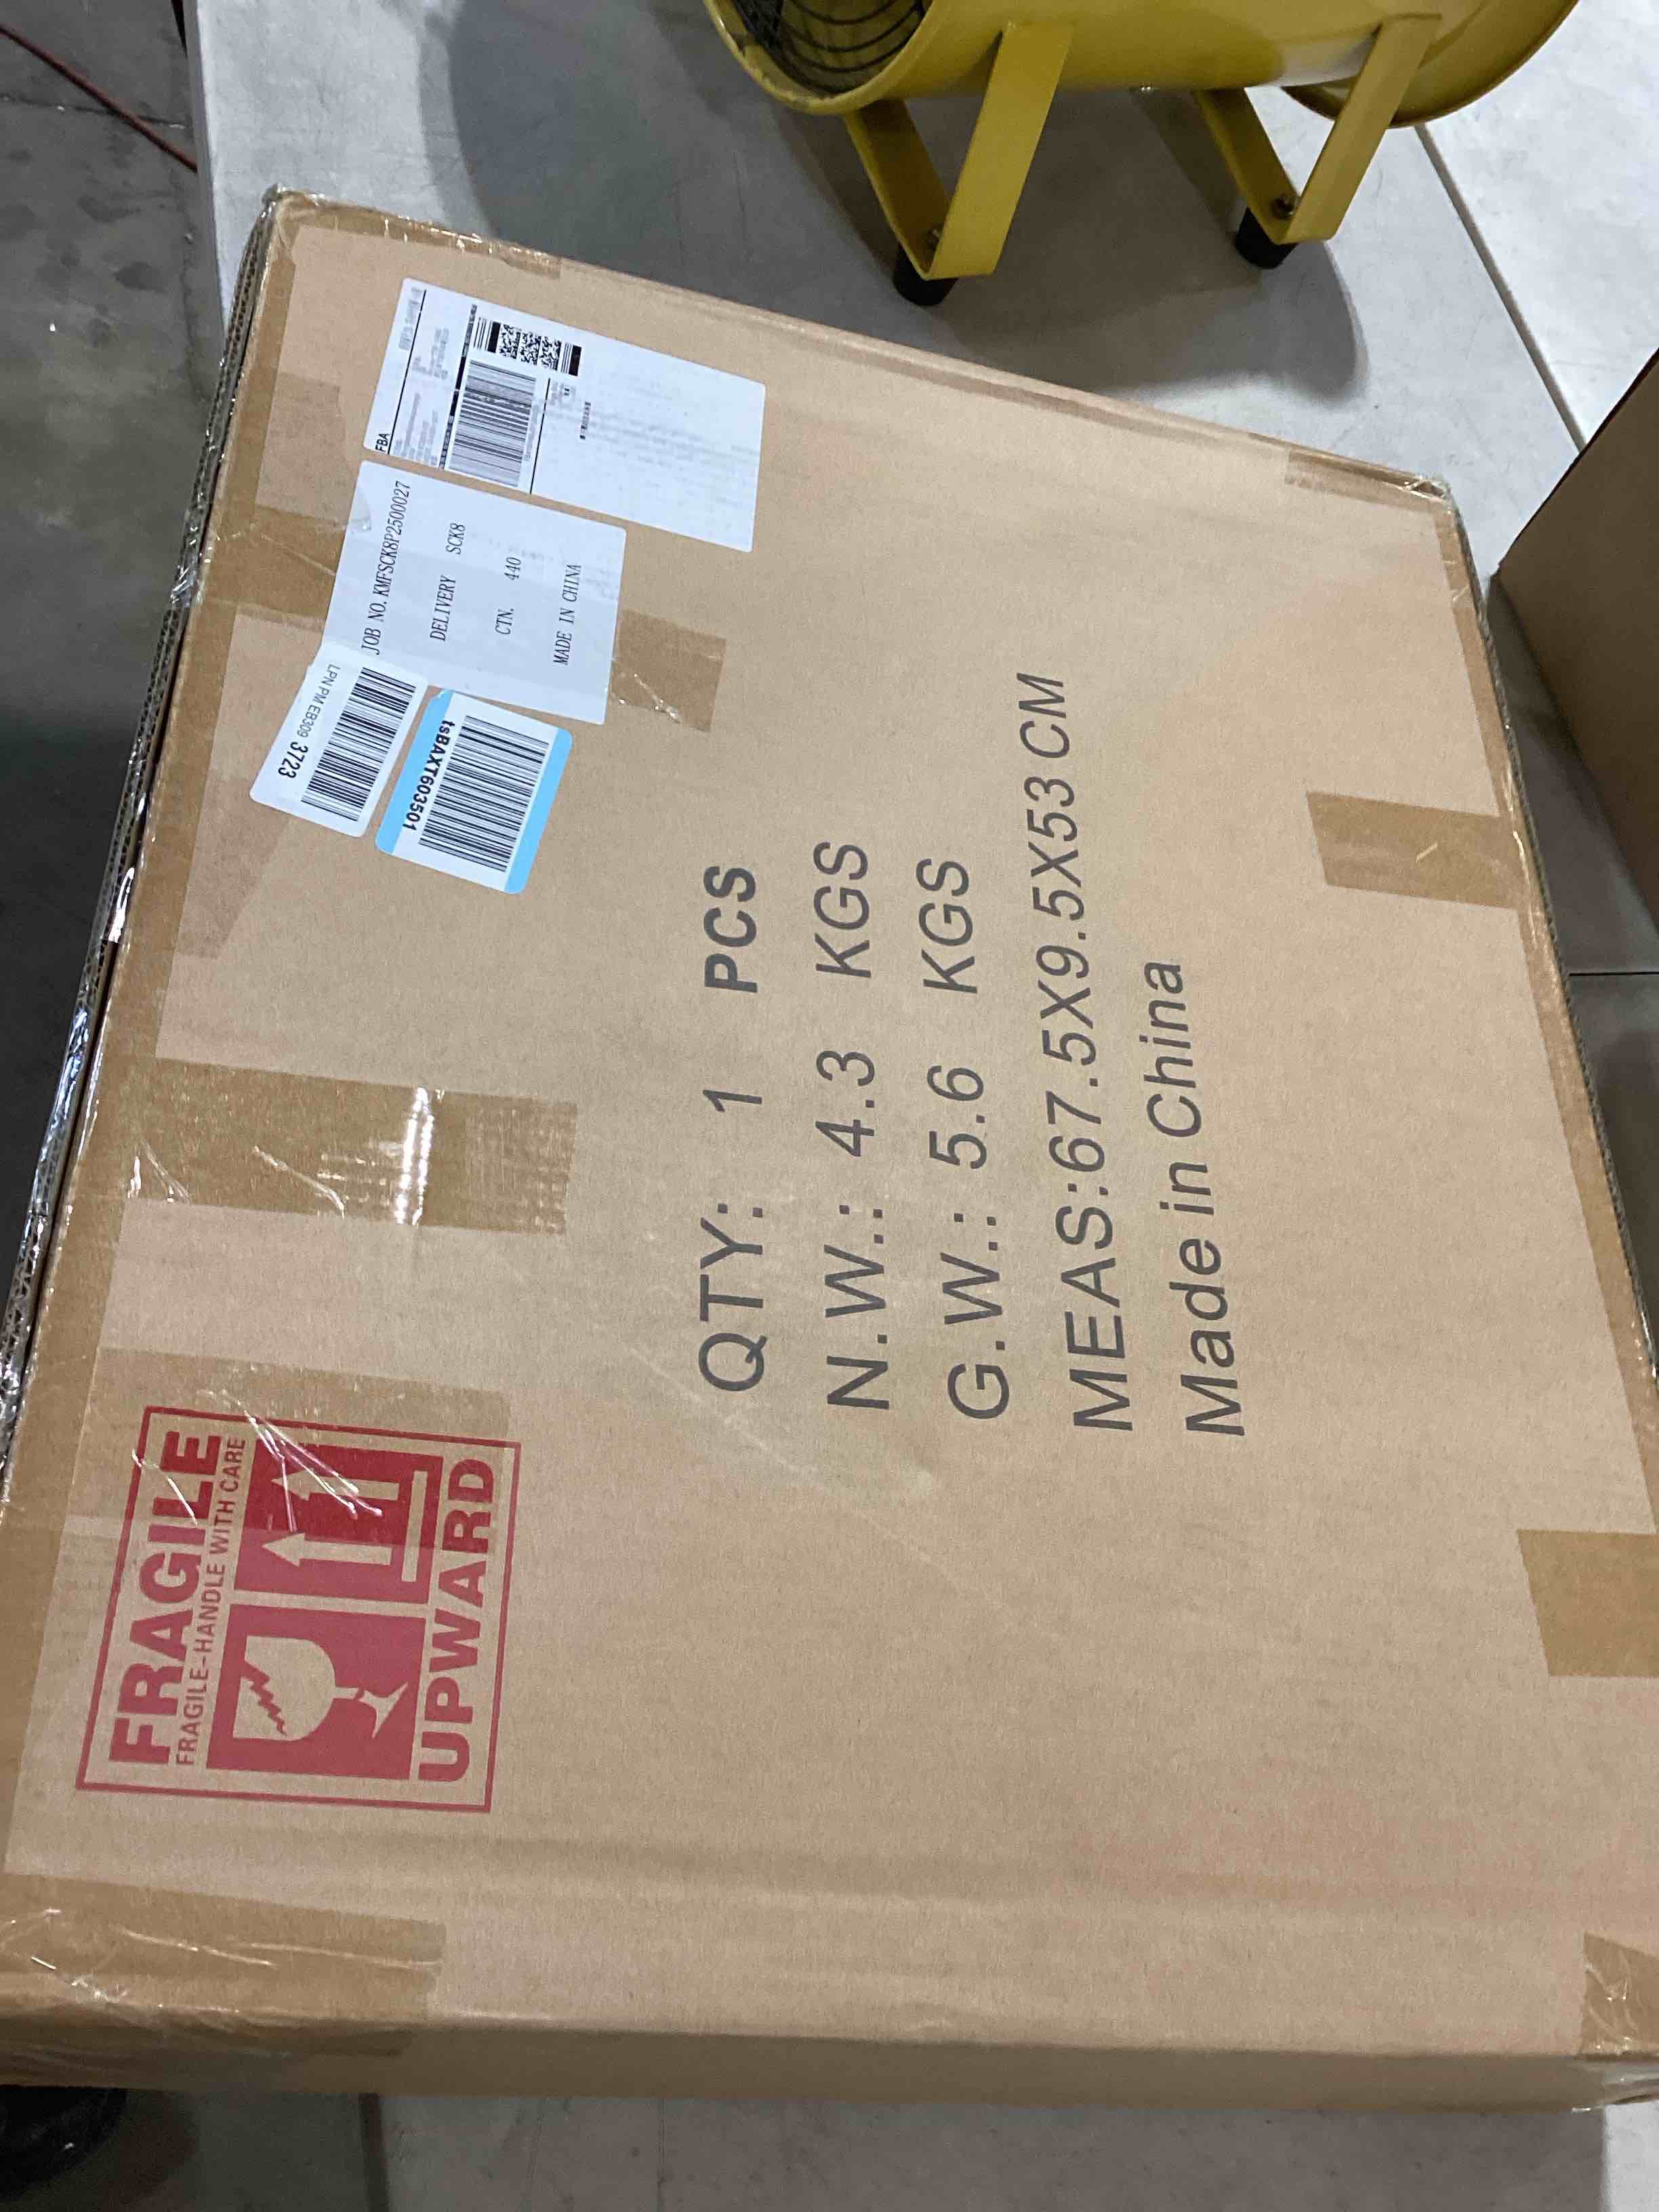 FRAGILE
FRAGILE-HANDLE WITH CARE
UPWARD
LPN PM EB309 3723
tsBAXT603501
JOB NO. KMFSCK8P2500027
DELIVERY SCK8
CTN. 440
MADE IN CHINA
FBA
QTY: 1 PCS
N.W.: 4.3 KGS
G.W.: 5.6 KGS
MEAS:67.5X9.5X53 CM
Made in China